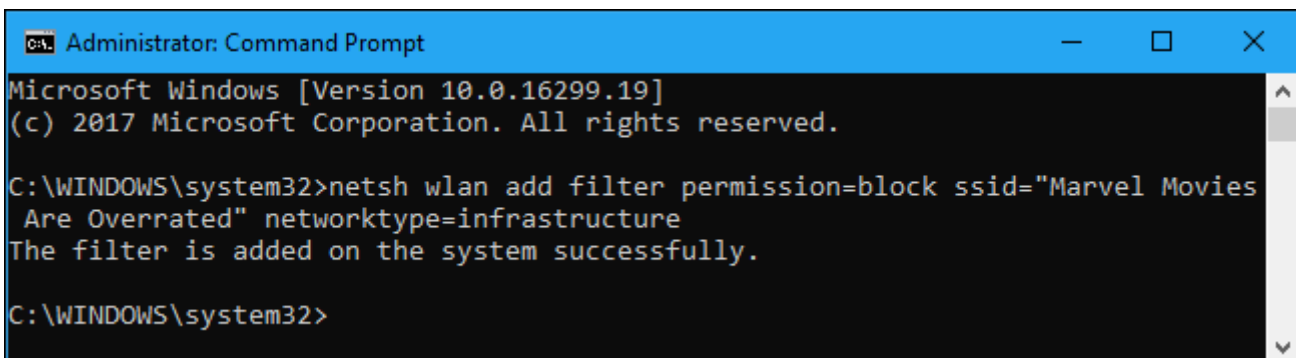 Administrator: Command Prompt
Microsoft Windows [Version 10.0.16299.19]
(c) 2017 Microsoft Corporation. All rights reserved.
C:\WINDOWS\system32>netsh wlan add filter permission=block ssid="Marvel Movies
Are Overrated" networktype=infrastructure
The filter is added on the system successfully.
C:\WINDOWS\system32>